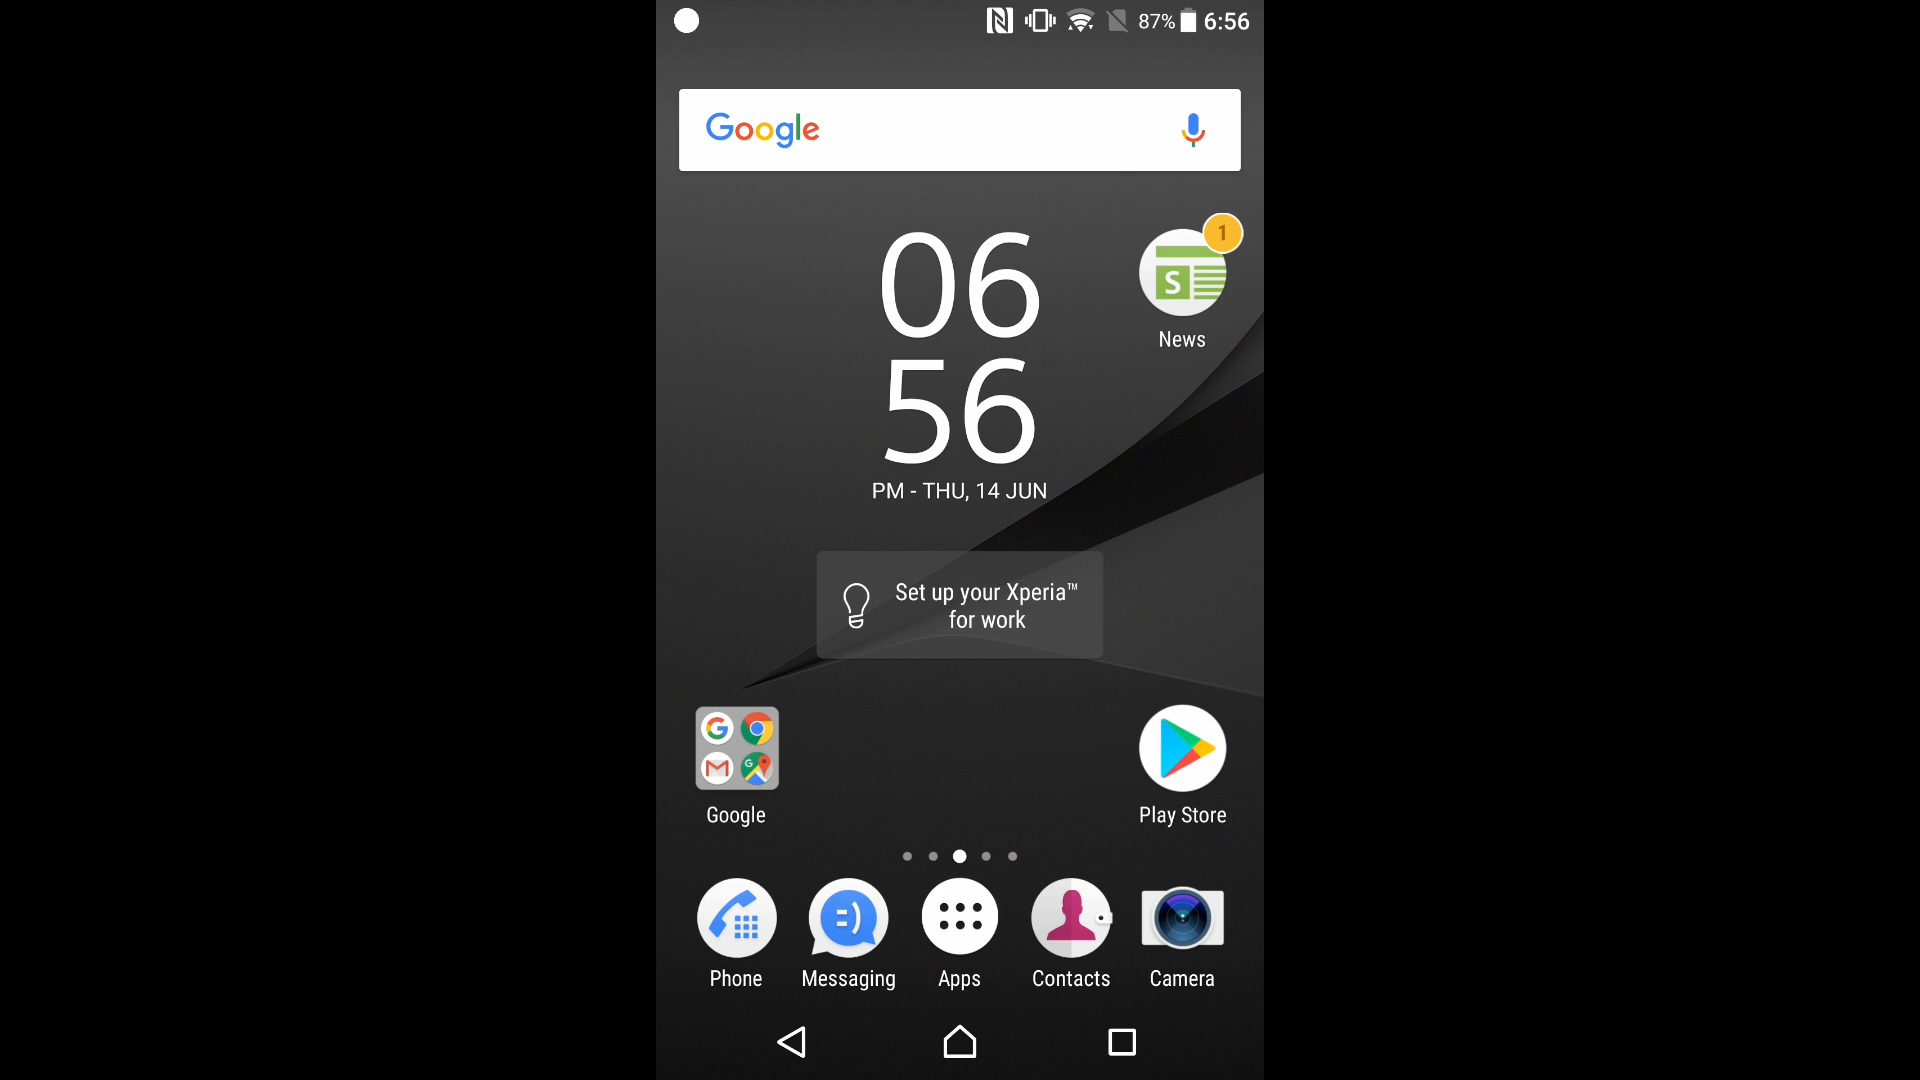 87% 6:56
Google
06
56
PM - THU, 14 JUN
1
S
News
Set up your Xperia™
for work
Google
Play Store
Phone
Messaging
Apps
Contacts
Camera